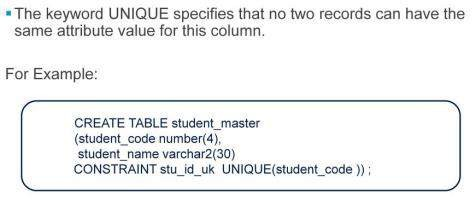 ▪ The keyword UNIQUE specifies that no two records can have the
same attribute value for this column.
For Example:
CREATE TABLE student_master
(student_code number(4),
student_name varchar2(30)
CONSTRAINT stu_id_uk UNIQUE(student_code )) ;